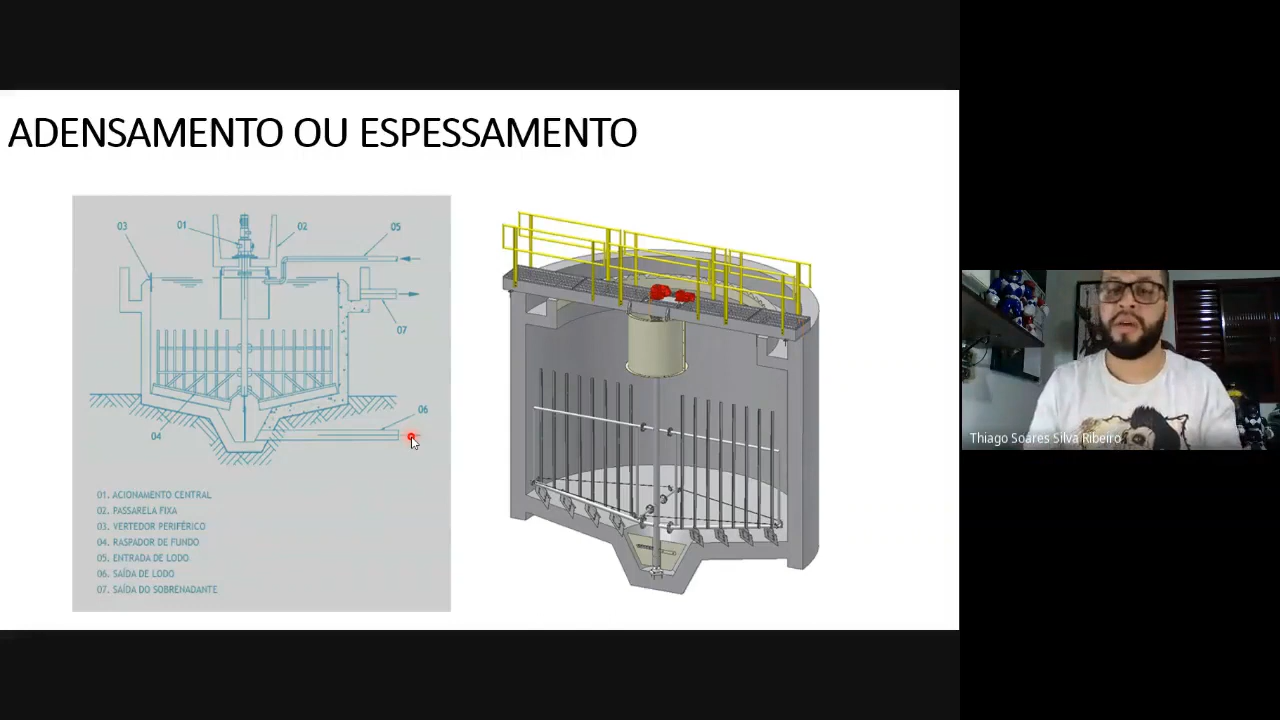 ADENSAMENTO OU ESPESSAMENTO
03
01
02
05
07
06
04
01. ACIONAMENTO CENTRAL
02. PASSARELA FIXA
03. VERTEDOR PERIFÉRICO
04. RASPADOR DE FUNDO
05. ENTRADA DE LODO
06. SAÍDA DE LODO
07. SAÍDA DO SOBRENADANTE
Thiago Soares Silva Ribeiro